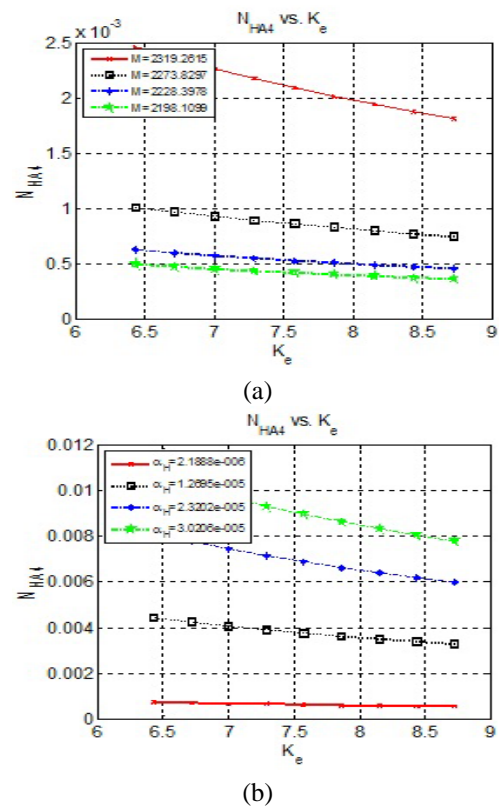 N_HA4 vs. K_e
x 10^-3
2.5
2
1.5
1
0.5
0
N_HA4
M=2319.2615
M=2273.8297
M=2228.3978
M=2198.1099
6 6.5 7 7.5 8 8.5 9
K_e
(a)
N_HA4 vs. K_e
0.012
0.01
0.008
0.006
0.004
0.002
0
N_HA4
α_H=2.1888e-006
α_H=1.2695e-005
α_H=2.3202e-005
α_H=3.0206e-005
6 6.5 7 7.5 8 8.5 9
K_e
(b)